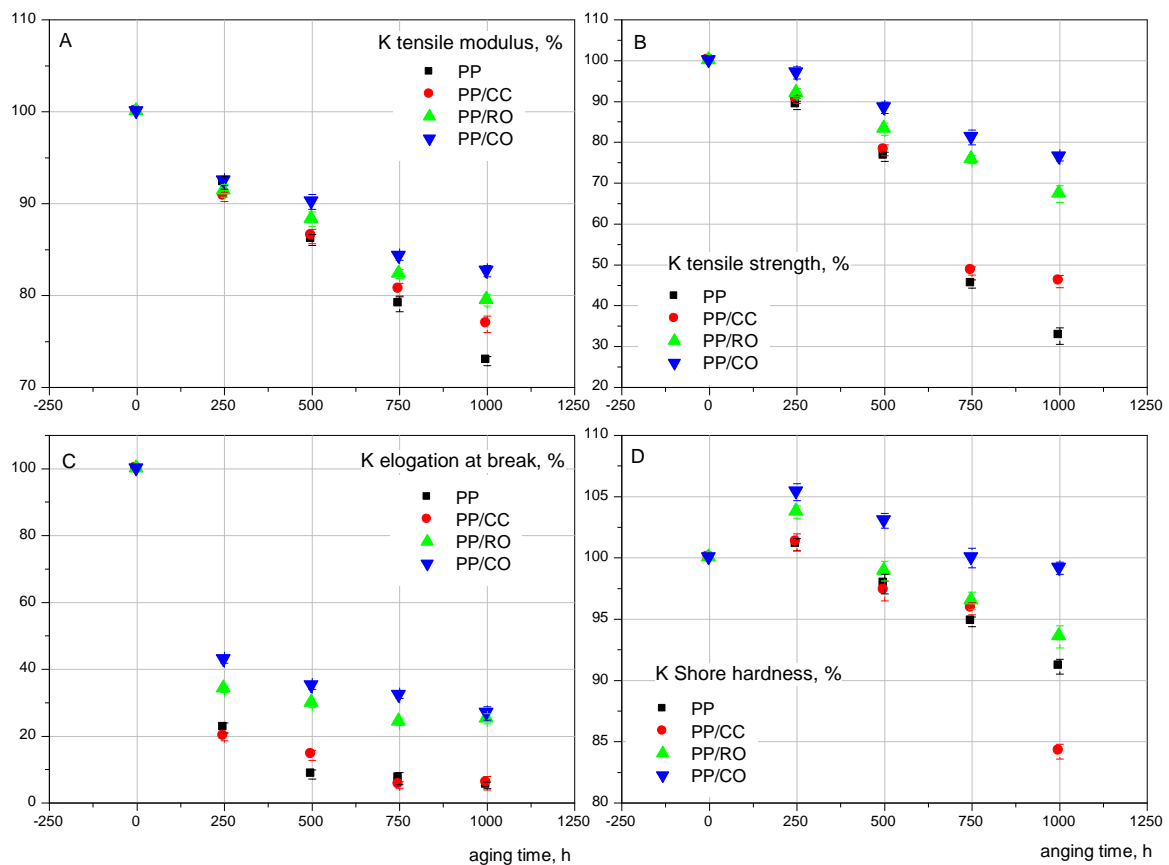 110
A
K tensile modulus, %
PP
PP/CC
PP/RO
PP/CO
100
90
80
70
-250 0 250 500 750 1000 1250
110
B
100
90
80
70
60
50
40
30
20
K tensile strength, %
PP
PP/CC
PP/RO
PP/CO
-250 0 250 500 750 1000 1250
C
K elogation at break, %
PP
PP/CC
PP/RO
PP/CO
100
80
60
40
20
0
-250 0 250 500 750 1000 1250
aging time, h
110
D
105
100
95
90
85
80
K Shore hardness, %
PP
PP/CC
PP/RO
PP/CO
-250 0 250 500 750 1000 1250
anging time, h